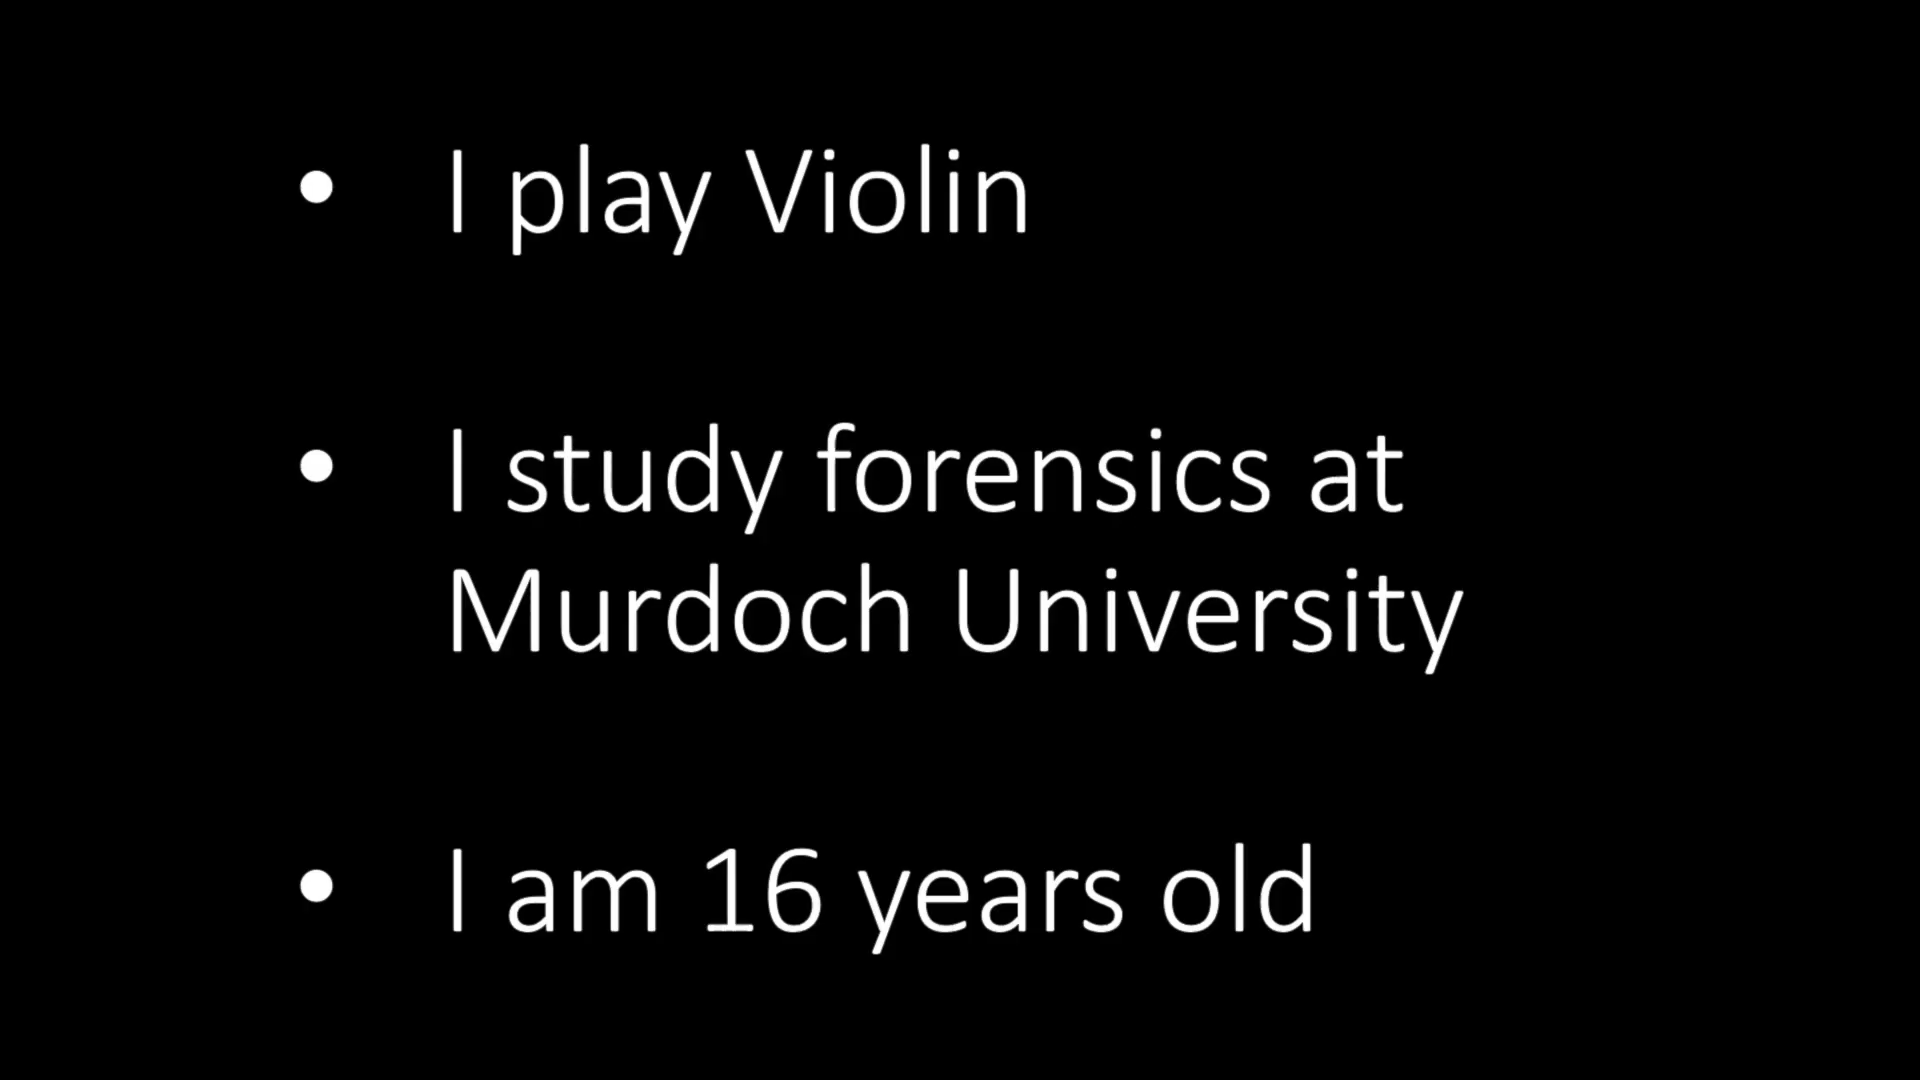 • I play Violin
• I study forensics at
Murdoch University
• I am 16 years old